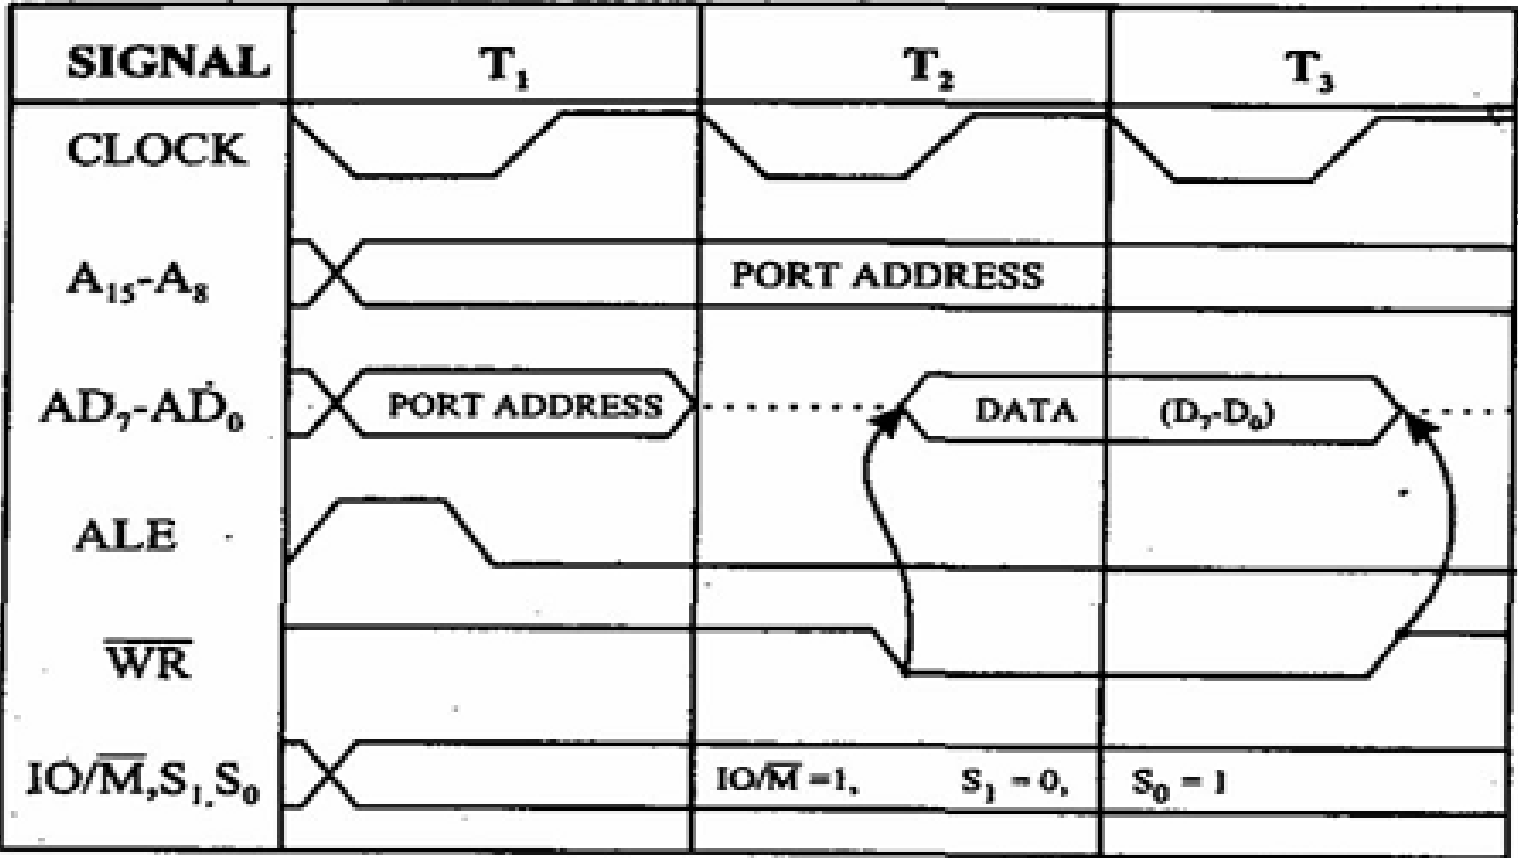 SIGNAL T₁ T₂ T₃
CLOCK
A₁₅-A₈ PORT ADDRESS
AD₇-AD₀ PORT ADDRESS DATA (D₇-D₀)
ALE
W̅R̅
IO/M̅,S₁,S₀ IO/M̅ =1, S₁ = 0, S₀ = 1